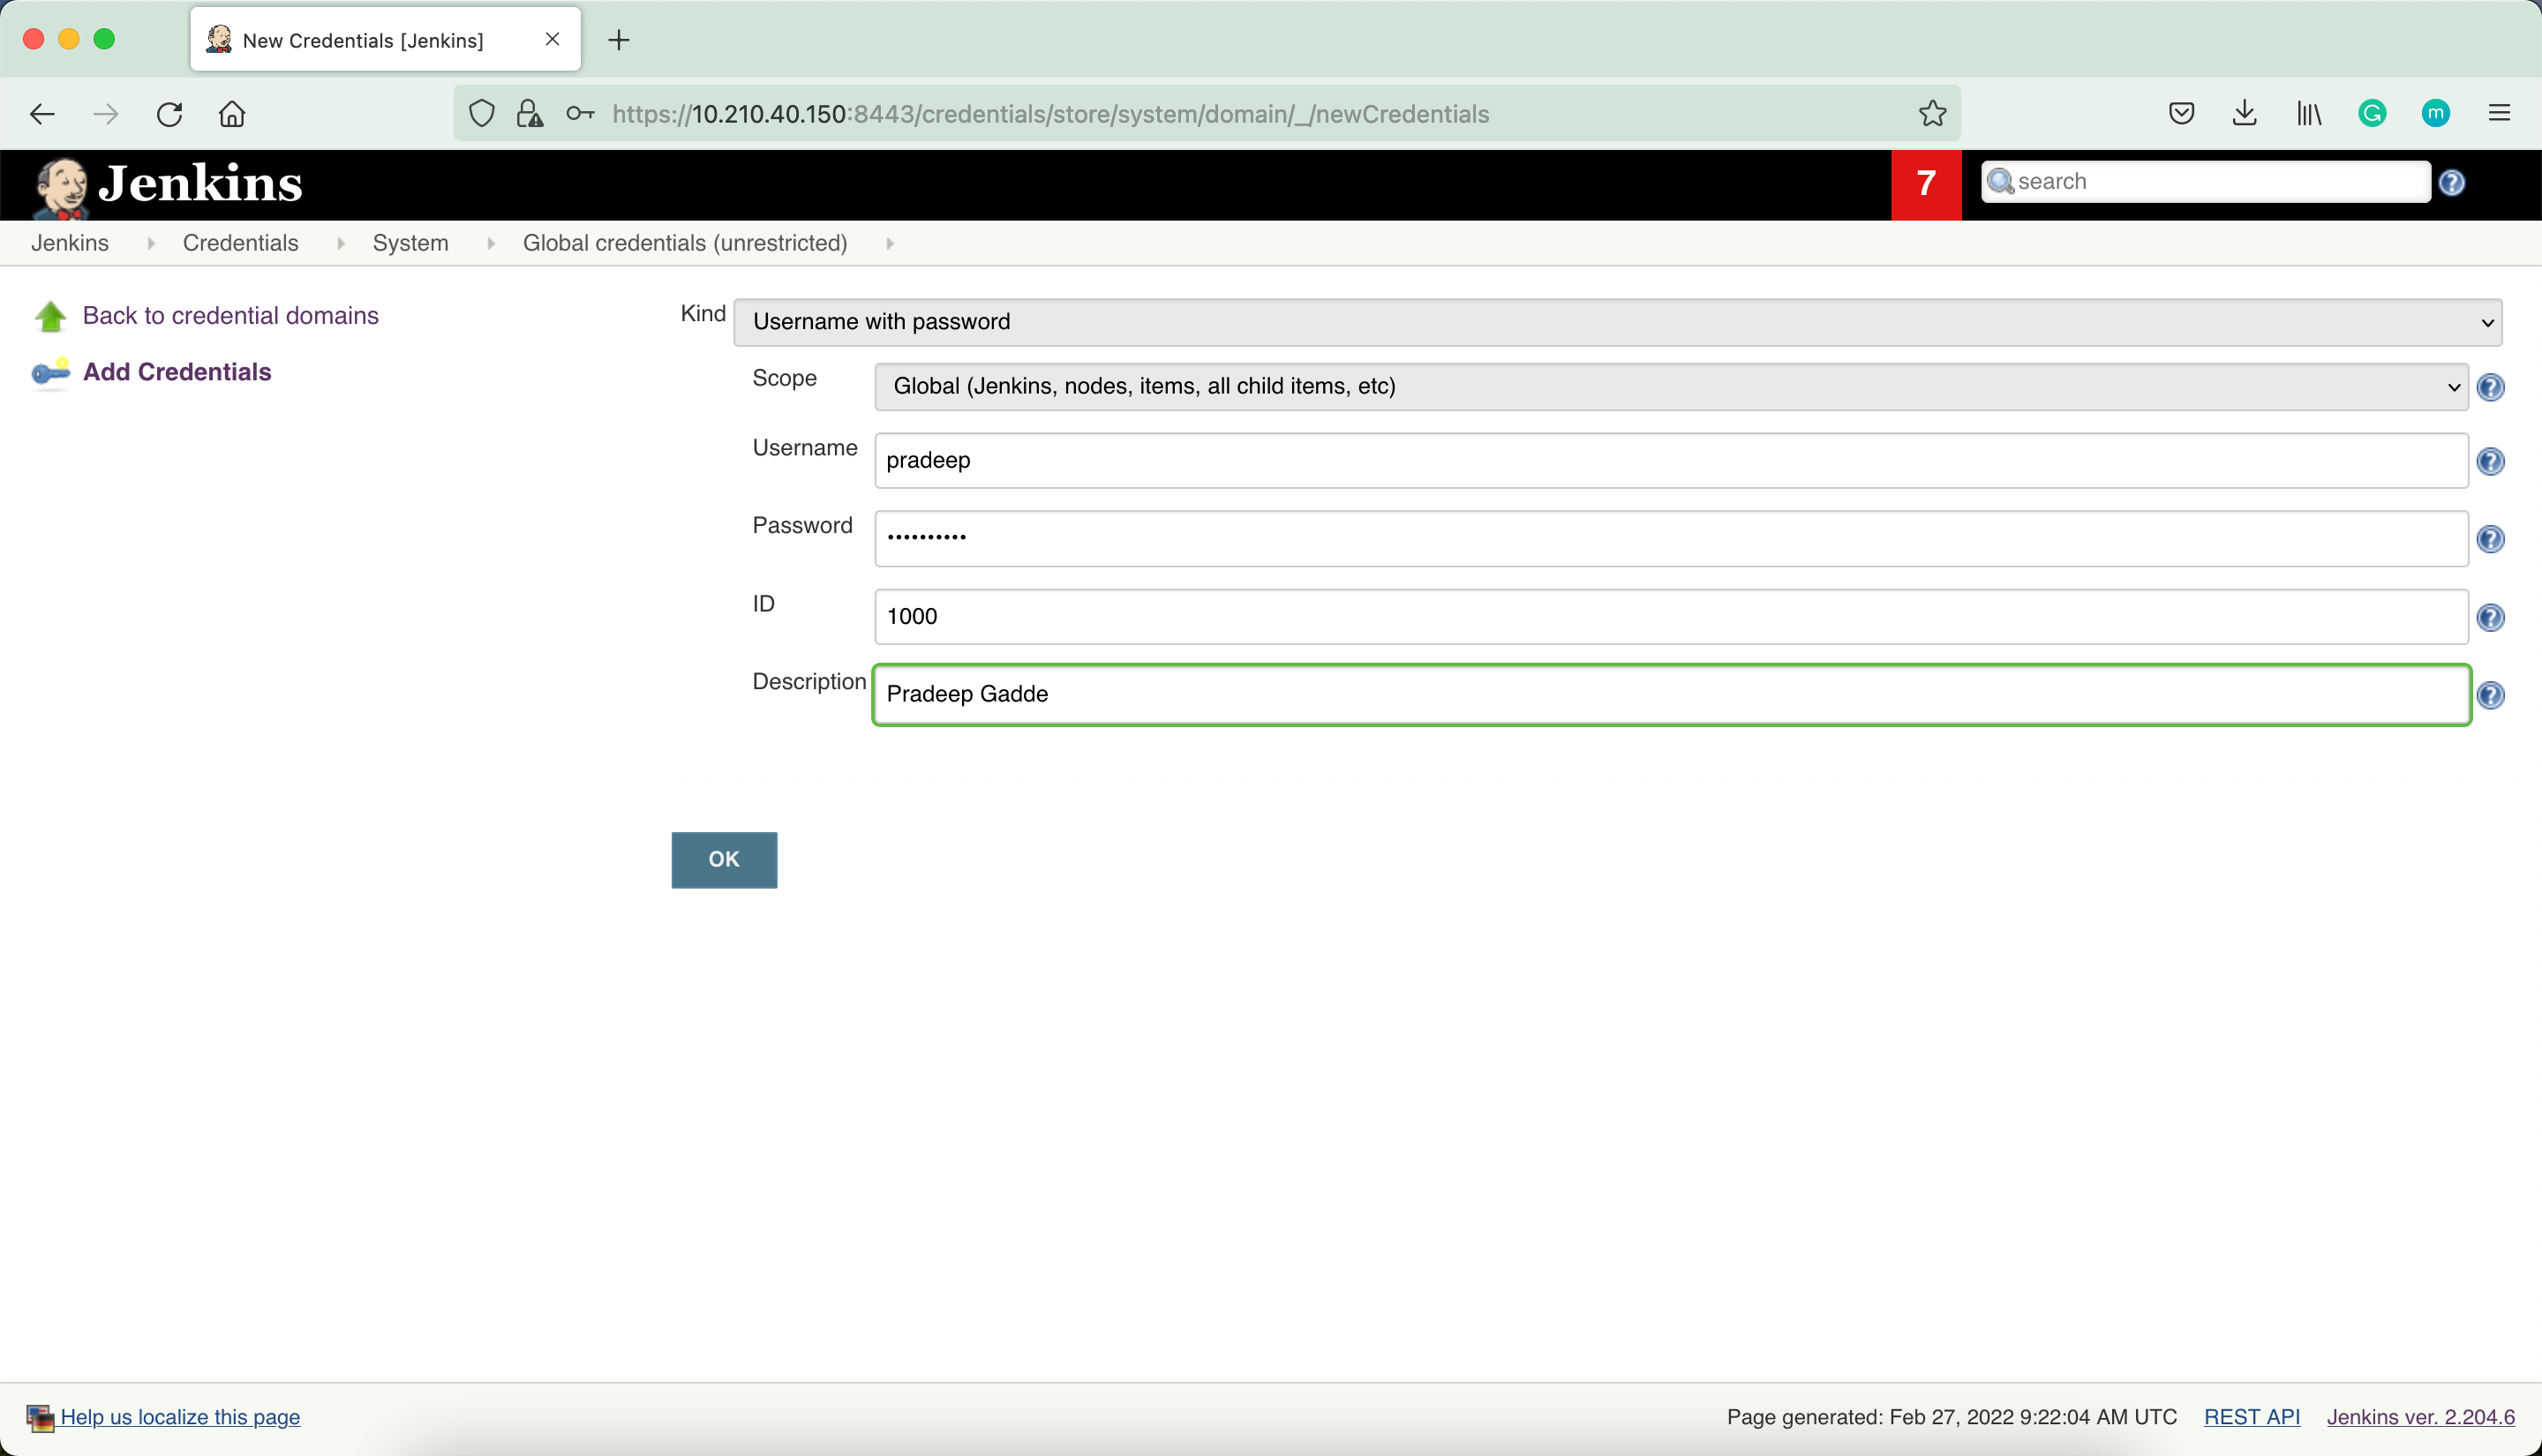 New Credentials [Jenkins]
https://10.210.40.150:8443/credentials/store/system/domain/_/newCredentials
m
Jenkins
7
search
Jenkins Credentials System Global credentials (unrestricted)
Back to credential domains
Add Credentials
Kind Username with password
Scope Global (Jenkins, nodes, items, all child items, etc)
Username pradeep
Password ••••••••••
ID 1000
Description Pradeep Gadde
OK
Help us localize this page
Page generated: Feb 27, 2022 9:22:04 AM UTC REST API Jenkins ver. 2.204.6